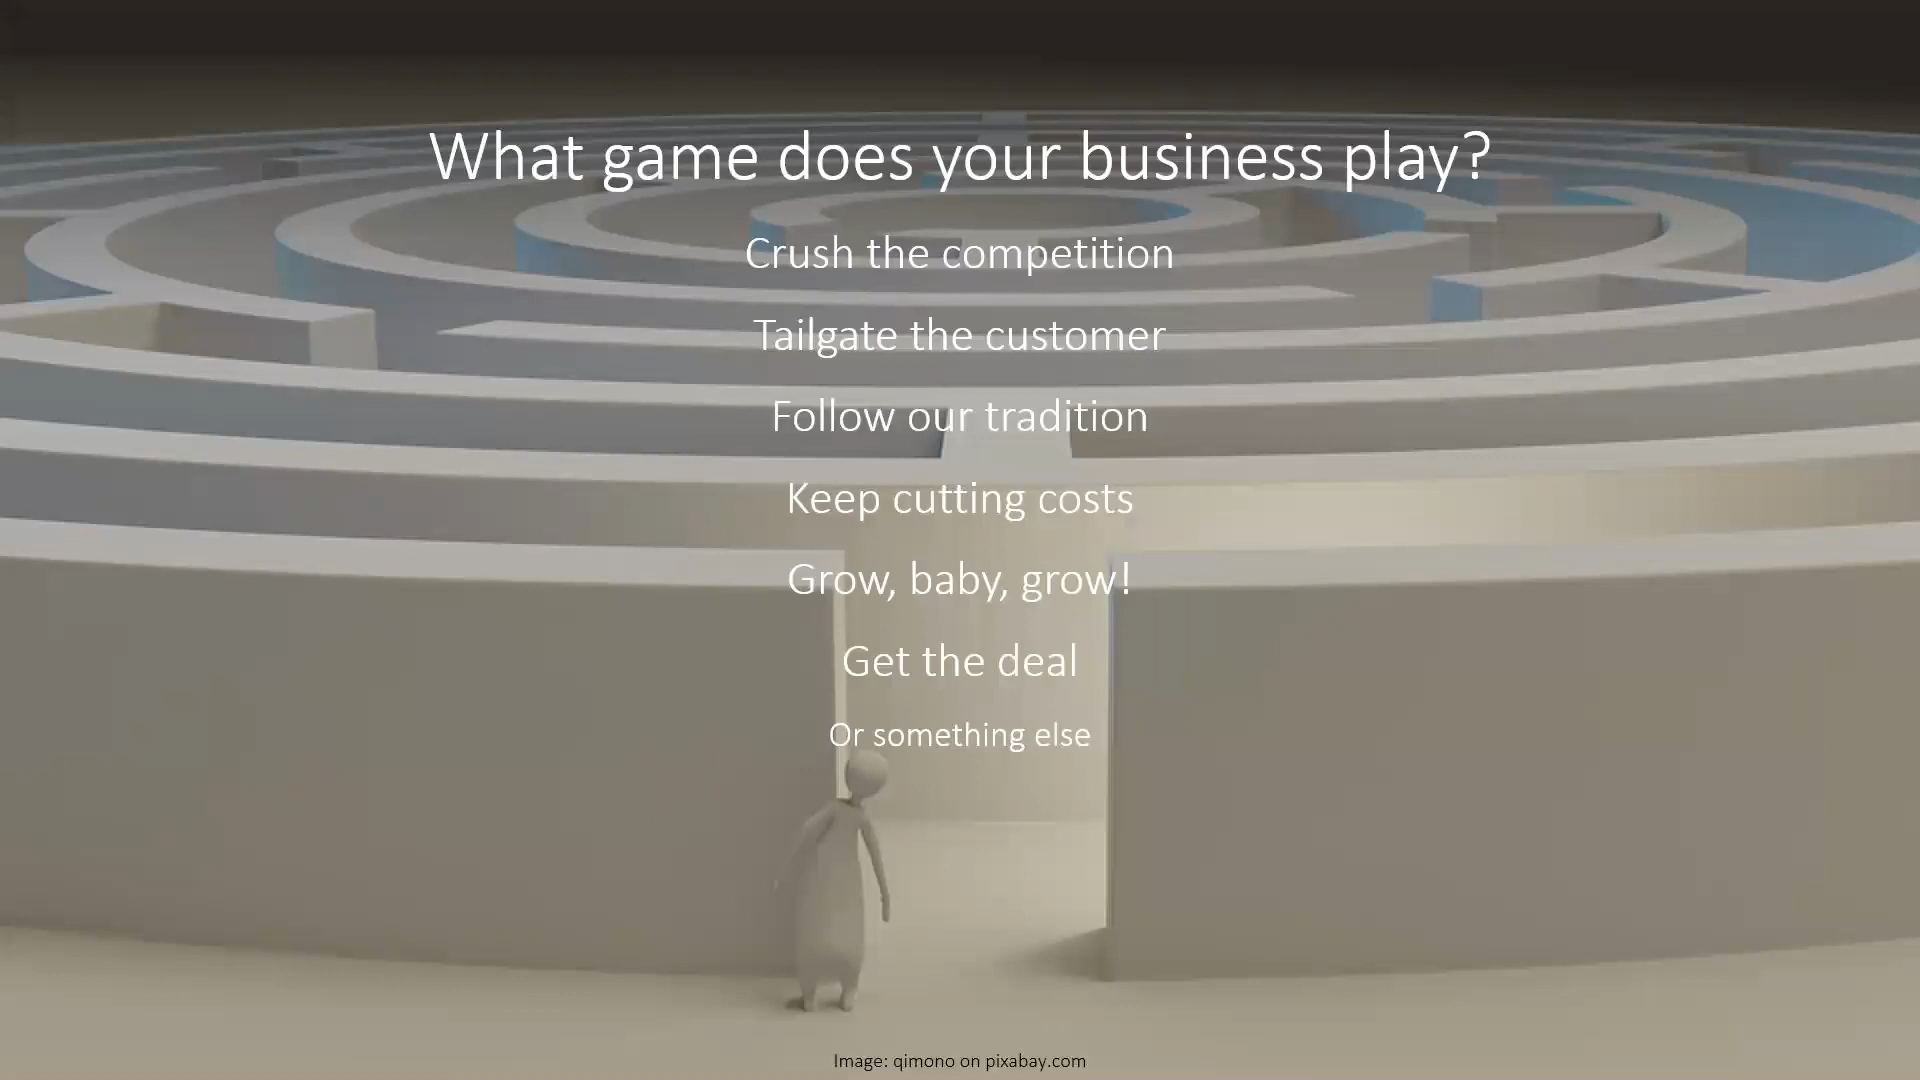 What game does your business play?
Crush the competition
Tailgate the customer
Follow our tradition
Keep cutting costs
Grow, baby, grow!
Get the deal
Or something else
Image: qimono on pixabay.com